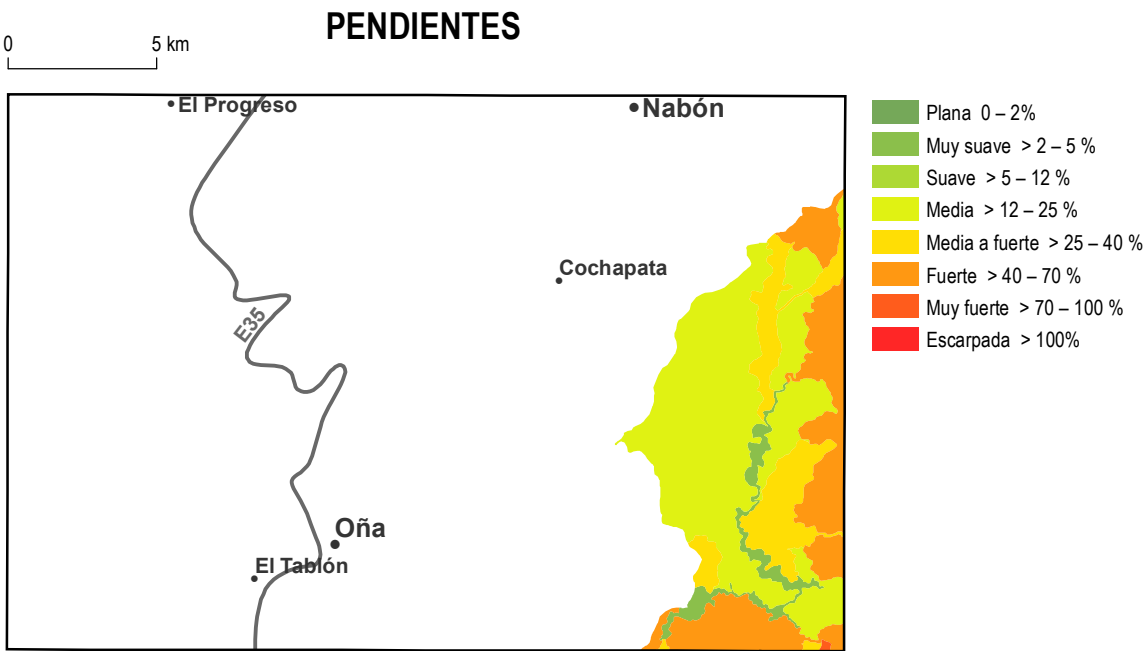 PENDIENTES
0 5 km
El Progreso
Nabón
Cochapata
E35
Oña
El Tablón
Plana 0 – 2%
Muy suave > 2 – 5 %
Suave > 5 – 12 %
Media > 12 – 25 %
Media a fuerte > 25 – 40 %
Fuerte > 40 – 70 %
Muy fuerte > 70 – 100 %
Escarpada > 100%